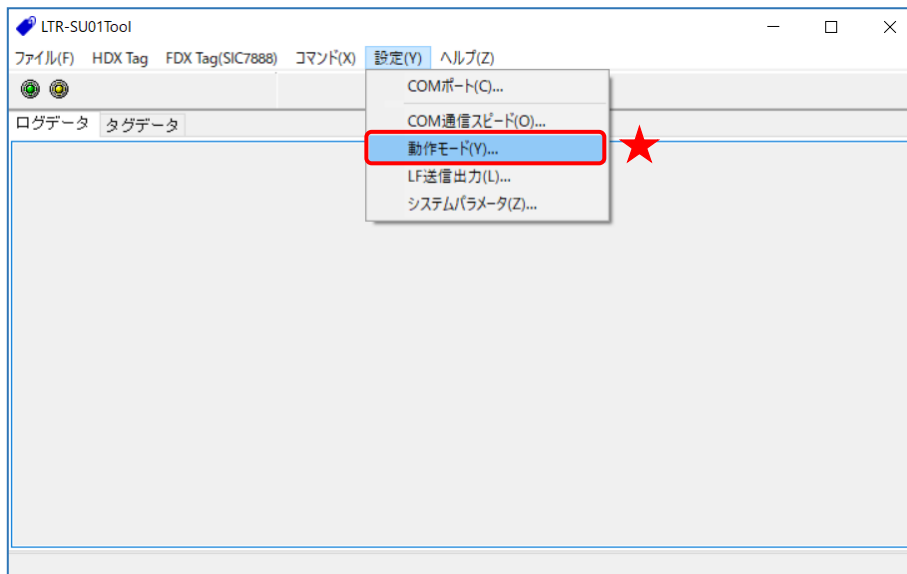 LTR-SU01Tool
ファイル(F) HDX Tag FDX Tag(SIC7888) コマンド(X) 設定(Y) ヘルプ(Z)
COMポート(C)...
ログデータ タグデータ
COM通信スピード(O)...
動作モード(Y)...
LF送信出力(L)...
システムパラメータ(Z)...